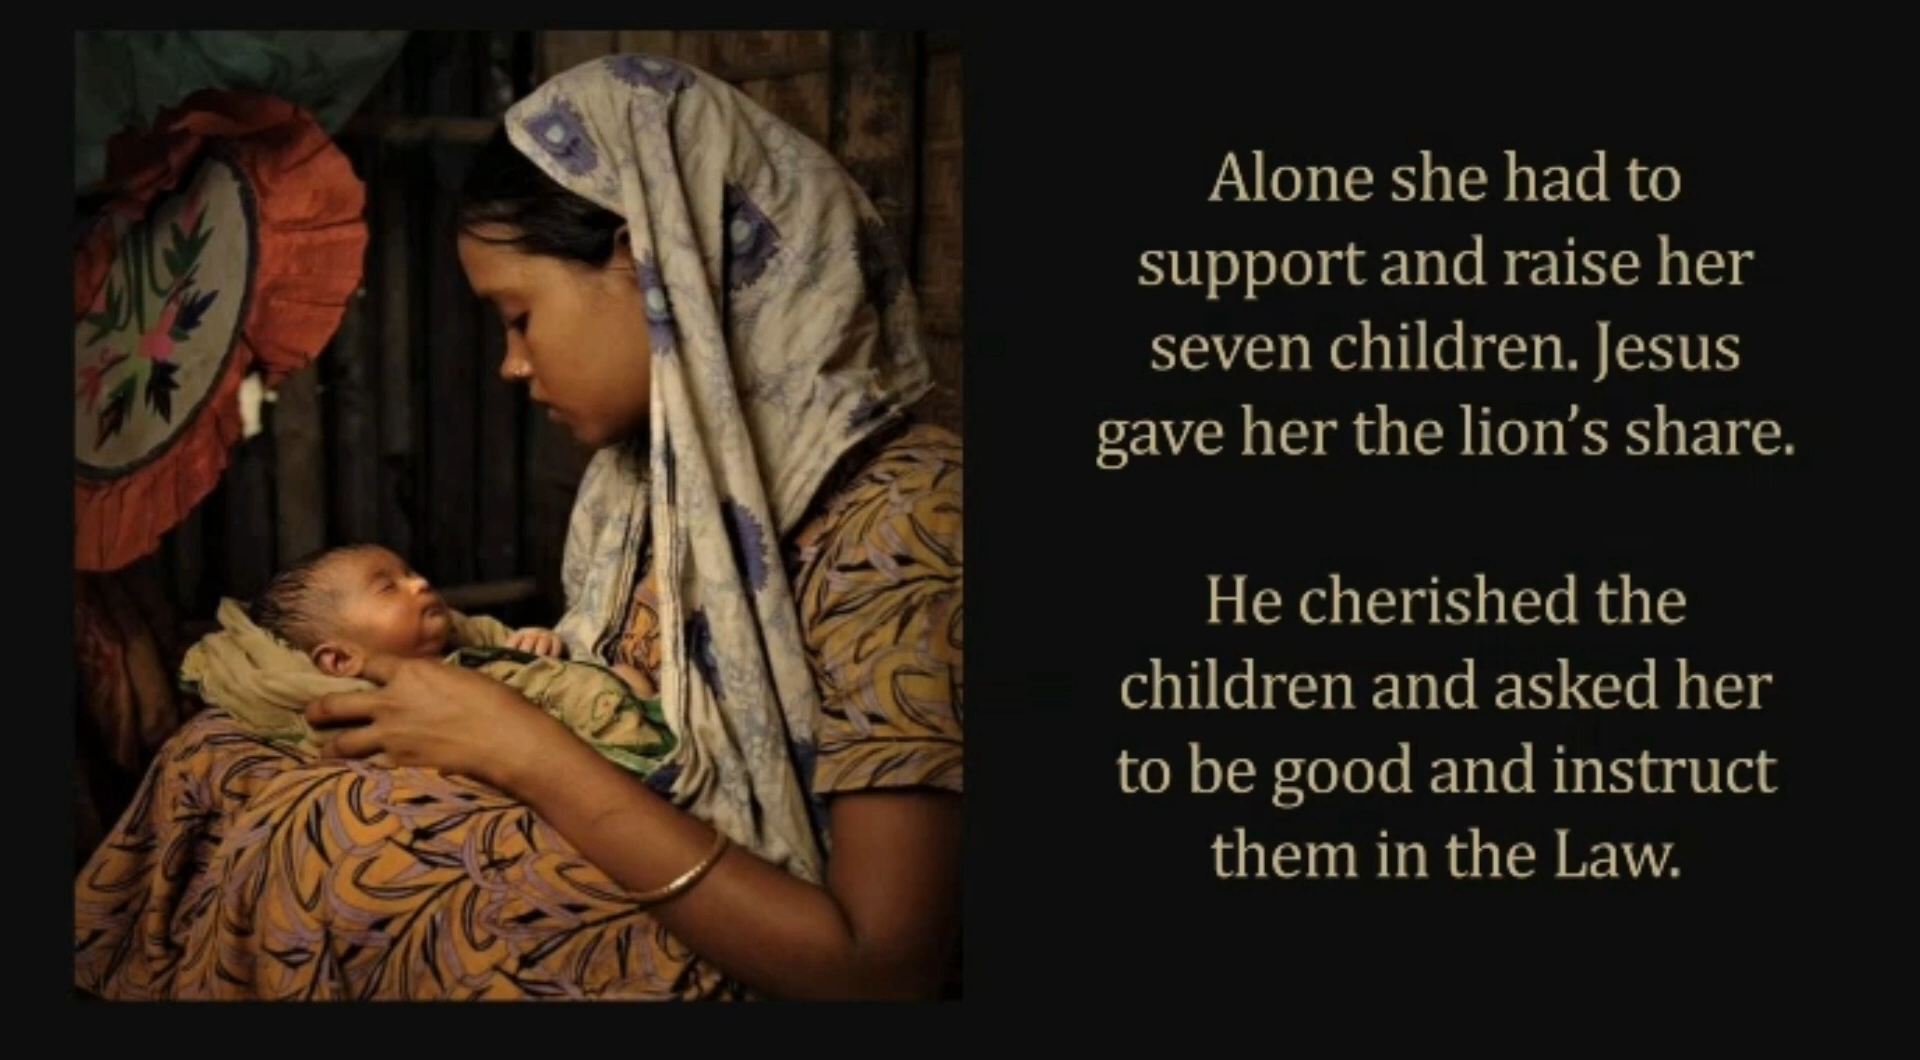 Alone she had to
support and raise her
seven children. Jesus
gave her the lion’s share.
He cherished the
children and asked her
to be good and instruct
them in the Law.